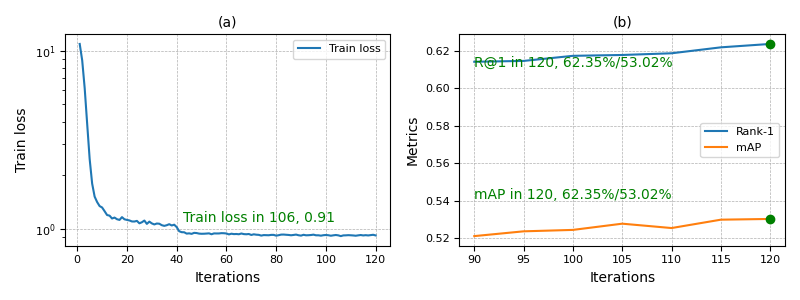 (a)
Train loss
10¹
10⁰
Train loss
Train loss in 106, 0.91
0 20 40 60 80 100 120
Iterations
(b)
Metrics
0.62
0.60
0.58
0.56
0.54
0.52
R@1 in 120, 62.35%/53.02%
Rank-1
mAP
mAP in 120, 62.35%/53.02%
90 95 100 105 110 115 120
Iterations